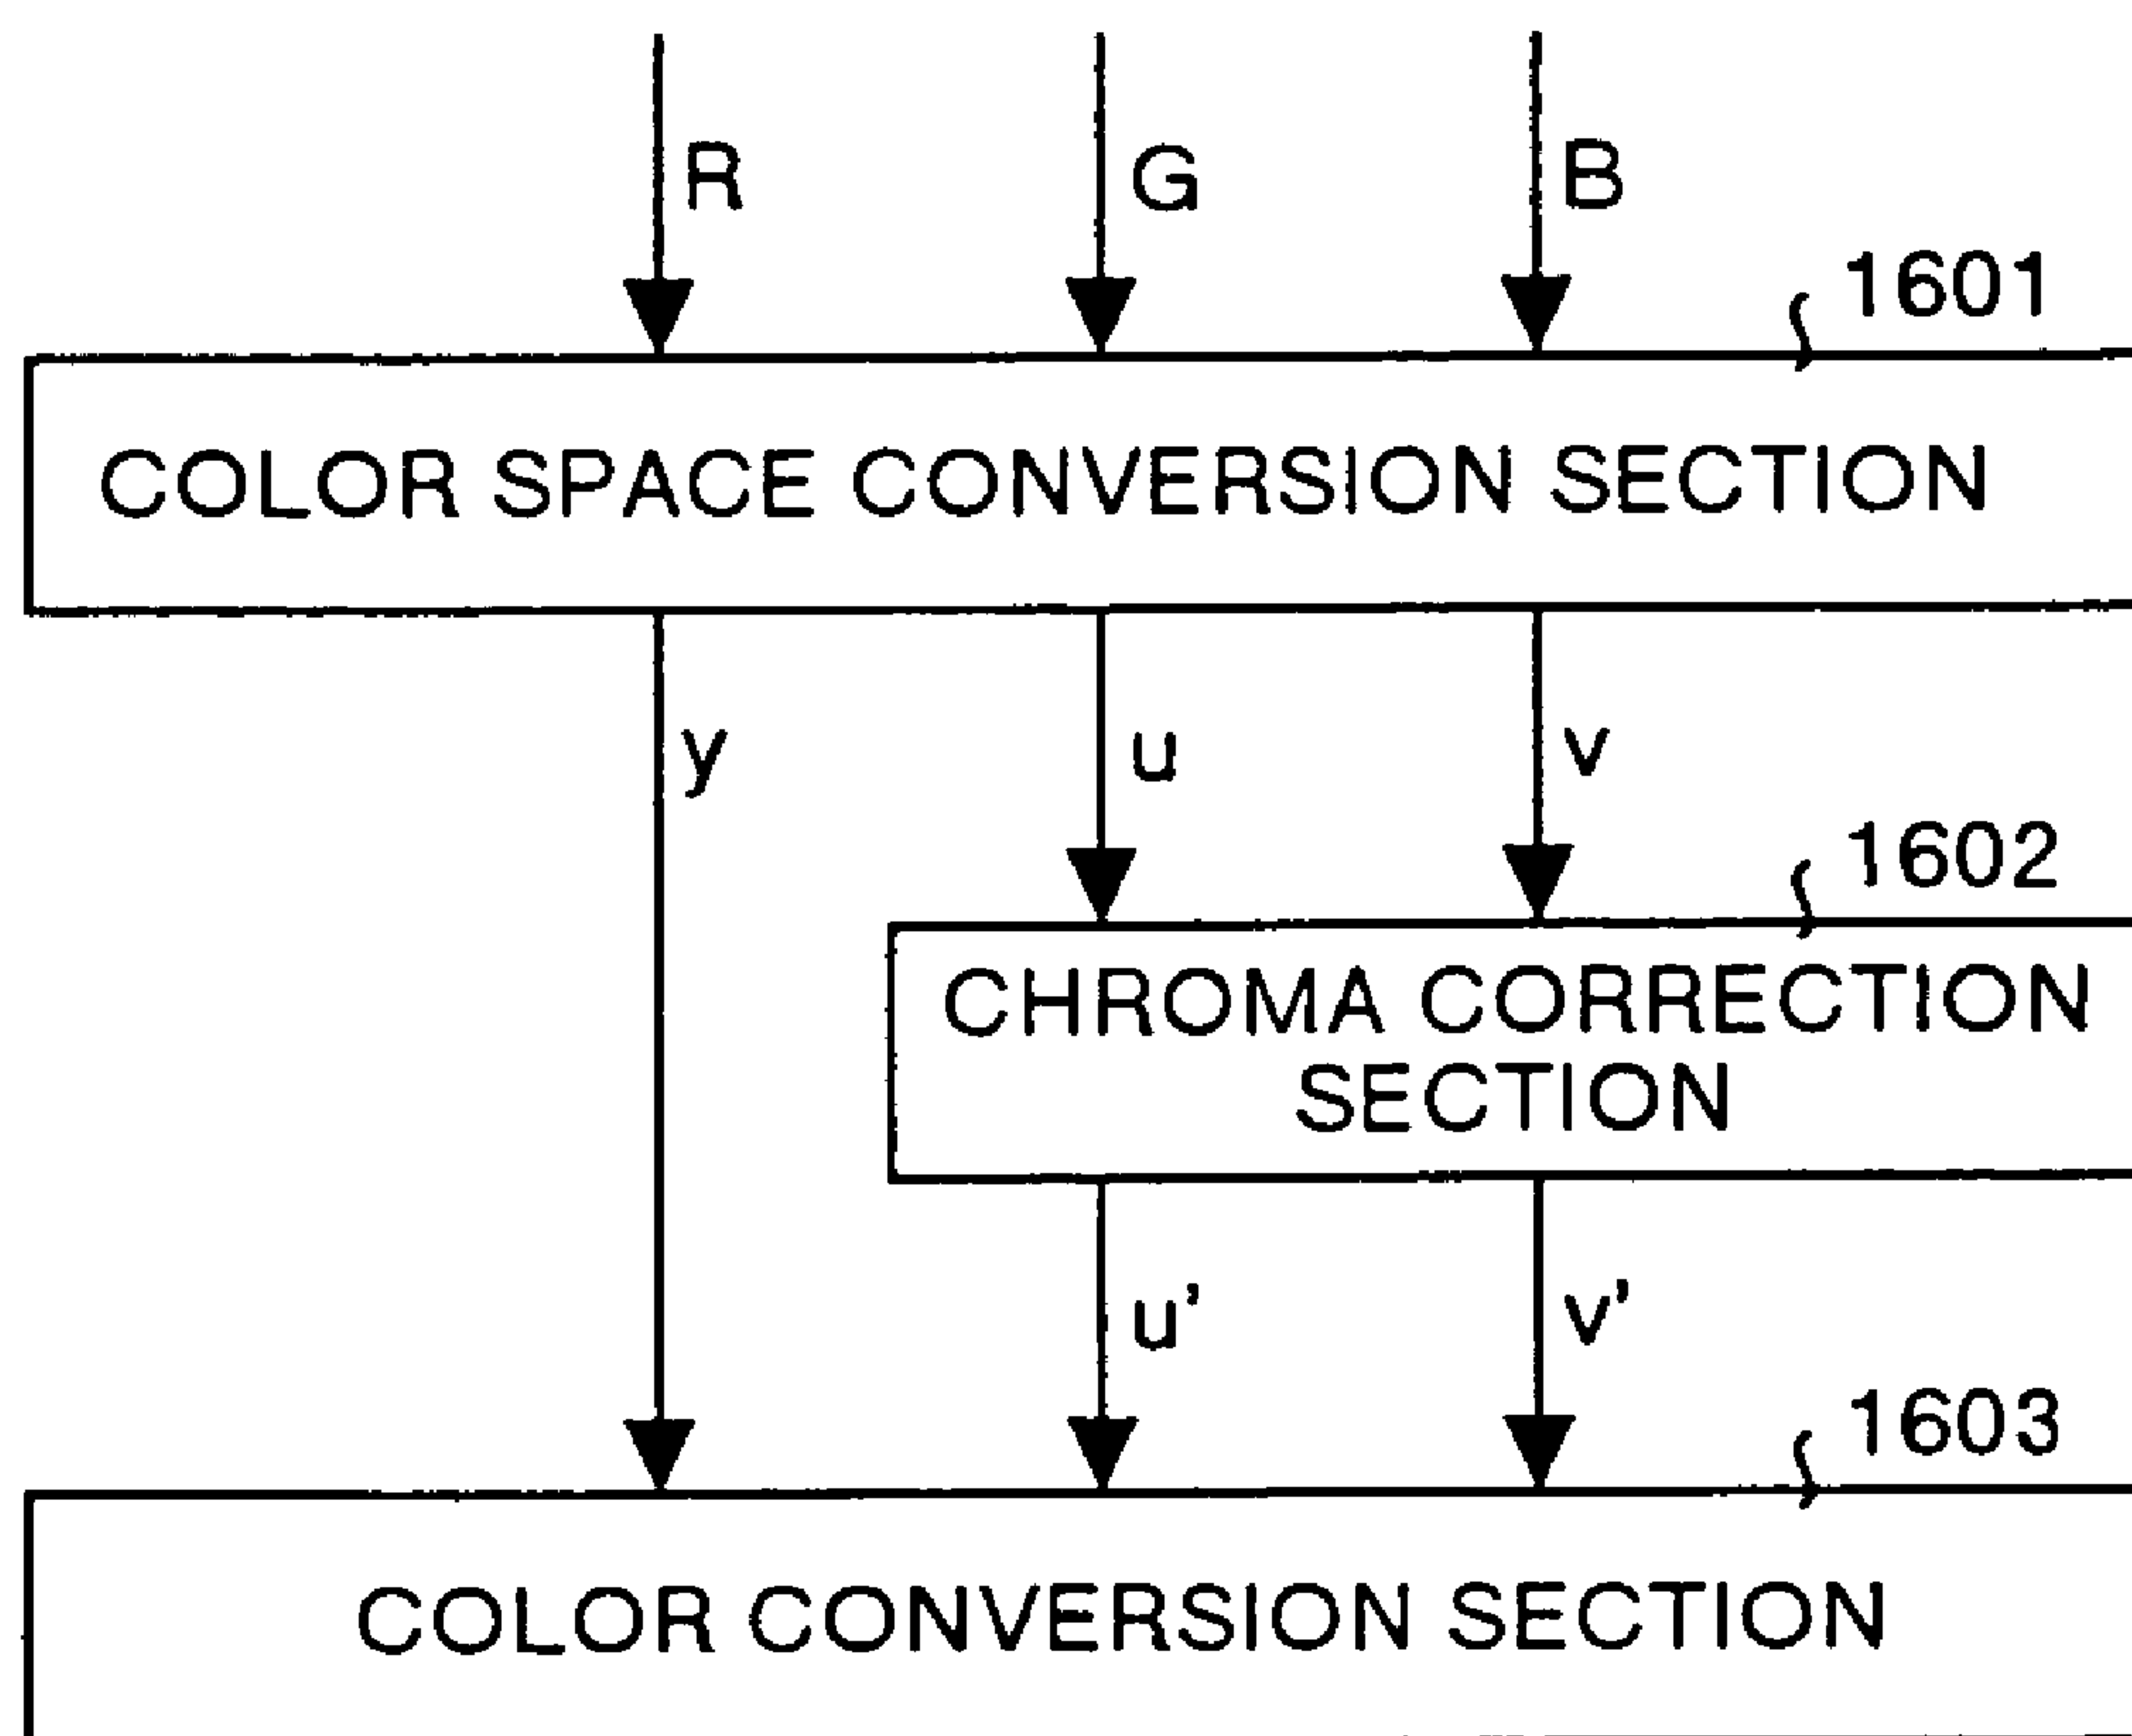 R G B
1601
COLOR SPACE CONVERSION SECTION
y u v
1602
CHROMA CORRECTION
SECTION
u' v'
1603
COLOR CONVERSION SECTION